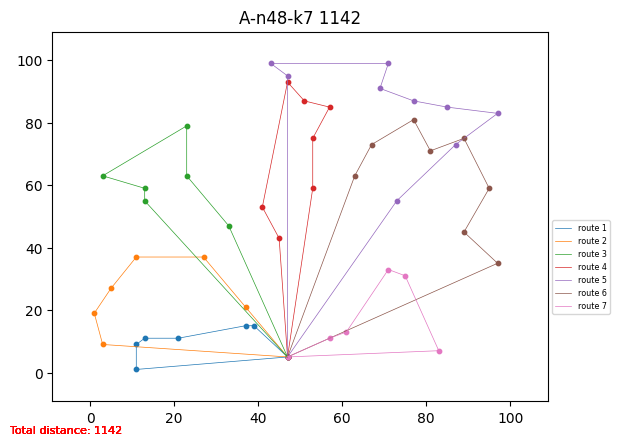 A-n48-k7 1142
100
80
60
40
20
0
0 20 40 60 80 100
route 1
route 2
route 3
route 4
route 5
route 6
route 7
Total distance: 1142